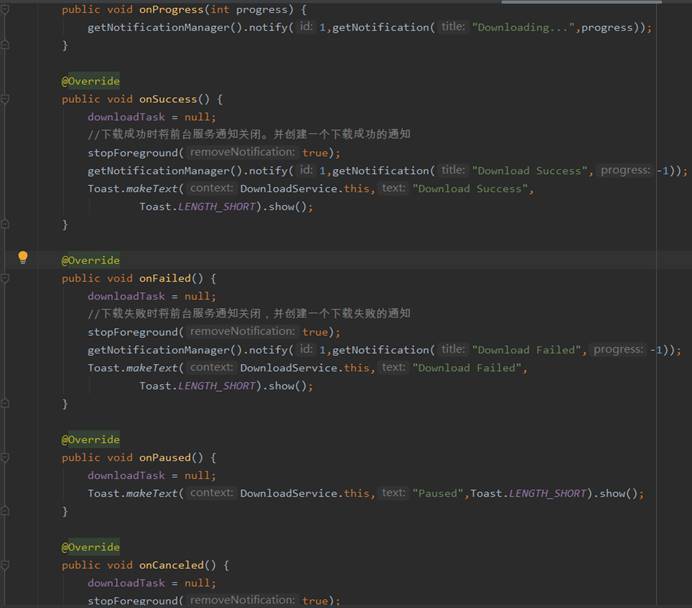 public void onProgress(int progress) {
getNotificationManager().notify( id: 1,getNotification( title: "Downloading...",progress));
}
@Override
public void onSuccess() {
downloadTask = null;
//下载成功时将前台服务通知关闭。并创建一个下载成功的通知
stopForeground( removeNotification: true);
getNotificationManager().notify( id: 1,getNotification( title: "Download Success", progress: -1));
Toast.makeText( context: DownloadService.this, text: "Download Success",
Toast.LENGTH_SHORT).show();
}
@Override
public void onFailed() {
downloadTask = null;
//下载失败时将前台服务通知关闭，并创建一个下载失败的通知
stopForeground( removeNotification: true);
getNotificationManager().notify( id: 1,getNotification( title: "Download Failed", progress: -1));
Toast.makeText( context: DownloadService.this, text: "Download Failed",
Toast.LENGTH_SHORT).show();
}
@Override
public void onPaused() {
downloadTask = null;
Toast.makeText( context: DownloadService.this, text: "Paused",Toast.LENGTH_SHORT).show();
}
@Override
public void onCanceled() {
downloadTask = null;
stopForeground( removeNotification: true);